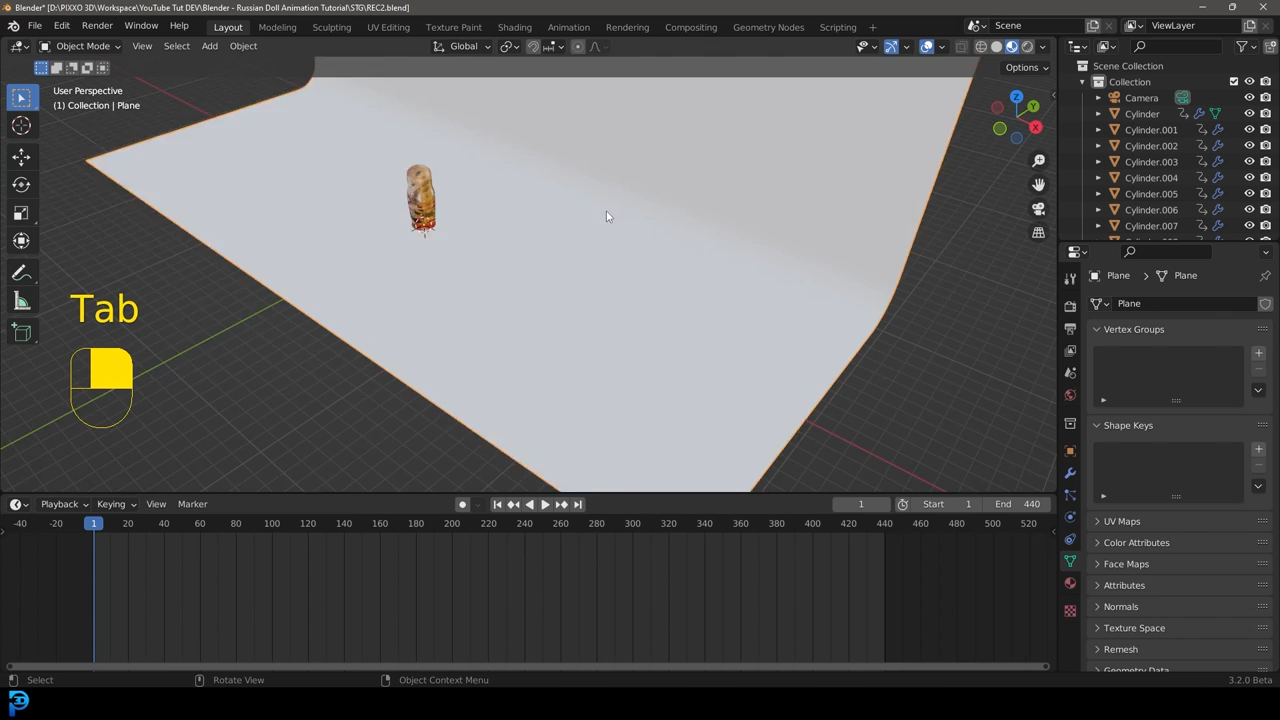 Blender* [D:\PIXXO 3D\Workspace\YouTube Tut DEV\Blender - Russian Doll Animation Tutorial\STG\REC2.blend]
File Edit Render Window Help Layout Modeling Sculpting UV Editing Texture Paint Shading Animation Rendering Compositing Geometry Nodes Scripting Scene ViewLayer
Object Mode View Select Add Object Global
Options
User Perspective
(1) Collection | Plane
Z
Y
X
Scene Collection
Collection
Camera
Cylinder
Cylinder.001
Cylinder.002
Cylinder.003
Cylinder.004
Cylinder.005
Cylinder.006
Cylinder.007
Plane Plane
Plane
Vertex Groups
Shape Keys
UV Maps
Color Attributes
Face Maps
Attributes
Normals
Texture Space
Remesh
Geometry Data
Tab
Playback Keying View Marker 1 Start 1 End 440
-40 -20 1 20 40 60 80 100 120 140 160 180 200 220 240 260 280 300 320 340 360 380 400 420 440 460 480 500 520
Select Rotate View Object Context Menu 3.2.0 Beta